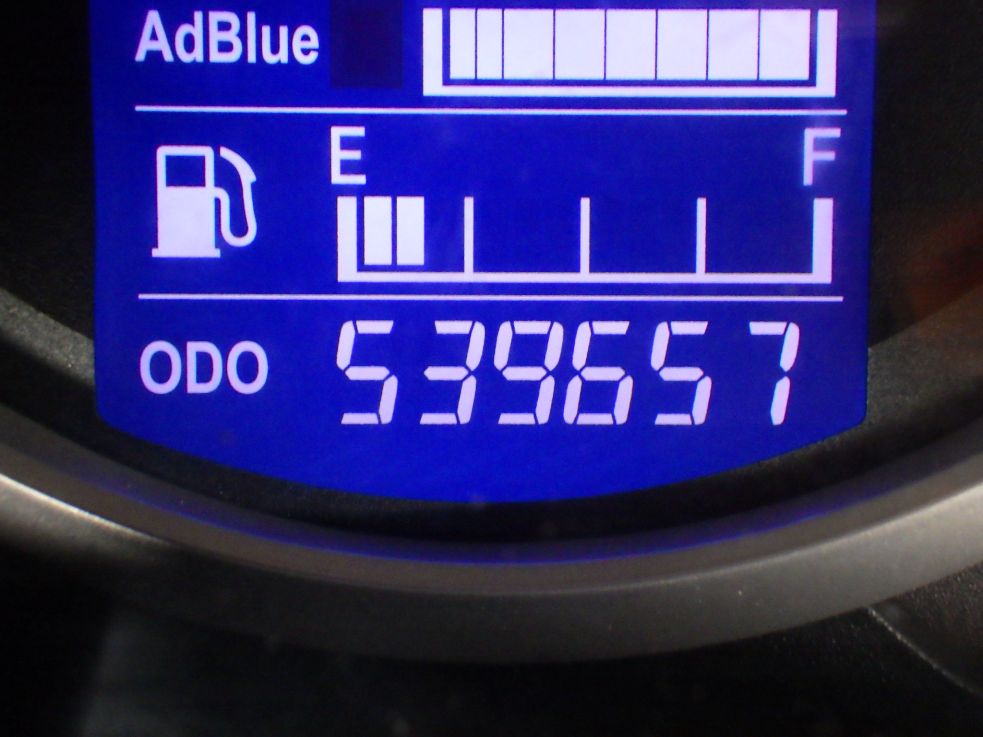 AdBlue
E F
ODO 539657